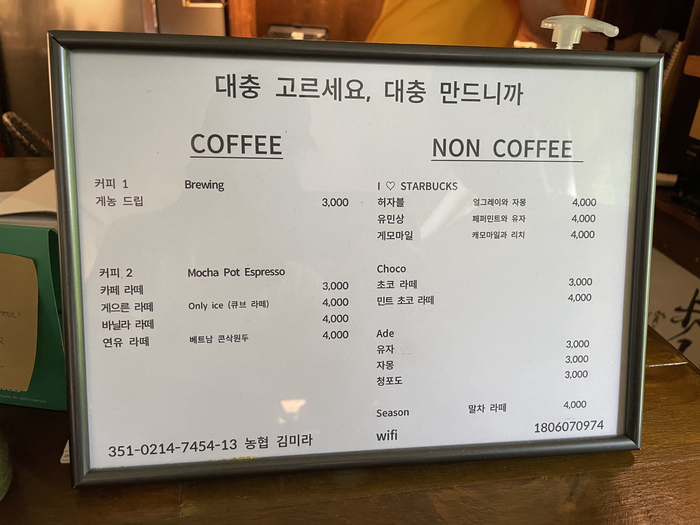 대충 고르세요, 대충 만드니까
COFFEE
커피 1 Brewing
게농 드립 3,000
커피 2 Mocha Pot Espresso
카페 라떼 3,000
게으른 라떼 Only ice (큐브 라떼) 4,000
바닐라 라떼 4,000
연유 라떼 베트남 콘삭원두 4,000
351-0214-7454-13 농협 김미라
NON COFFEE
I ♡ STARBUCKS
허자블 얼그레이와 자몽 4,000
유민상 페퍼민트와 유자 4,000
게모마일 캐모마일과 리치 4,000
Choco
초코 라떼 3,000
민트 초코 라떼 4,000
Ade
유자 3,000
자몽 3,000
청포도 3,000
Season 말차 라떼 4,000
wifi 1806070974